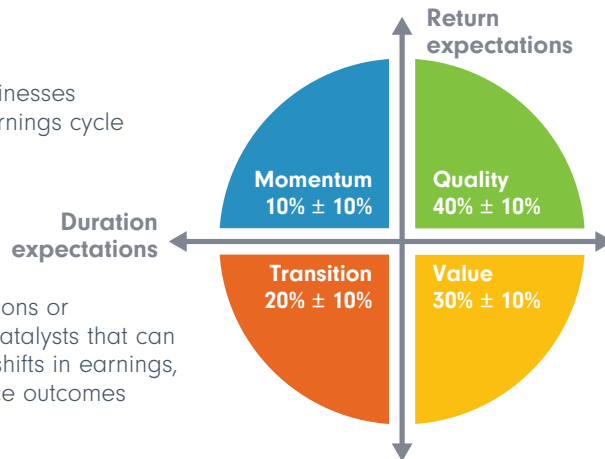 Return
expectations
inesses
rnings cycle
Momentum
10% ± 10%
Quality
40% ± 10%
Duration
expectations
Transition
20% ± 10%
Value
30% ± 10%
ons or
atalysts that can
shifts in earnings,
ce outcomes